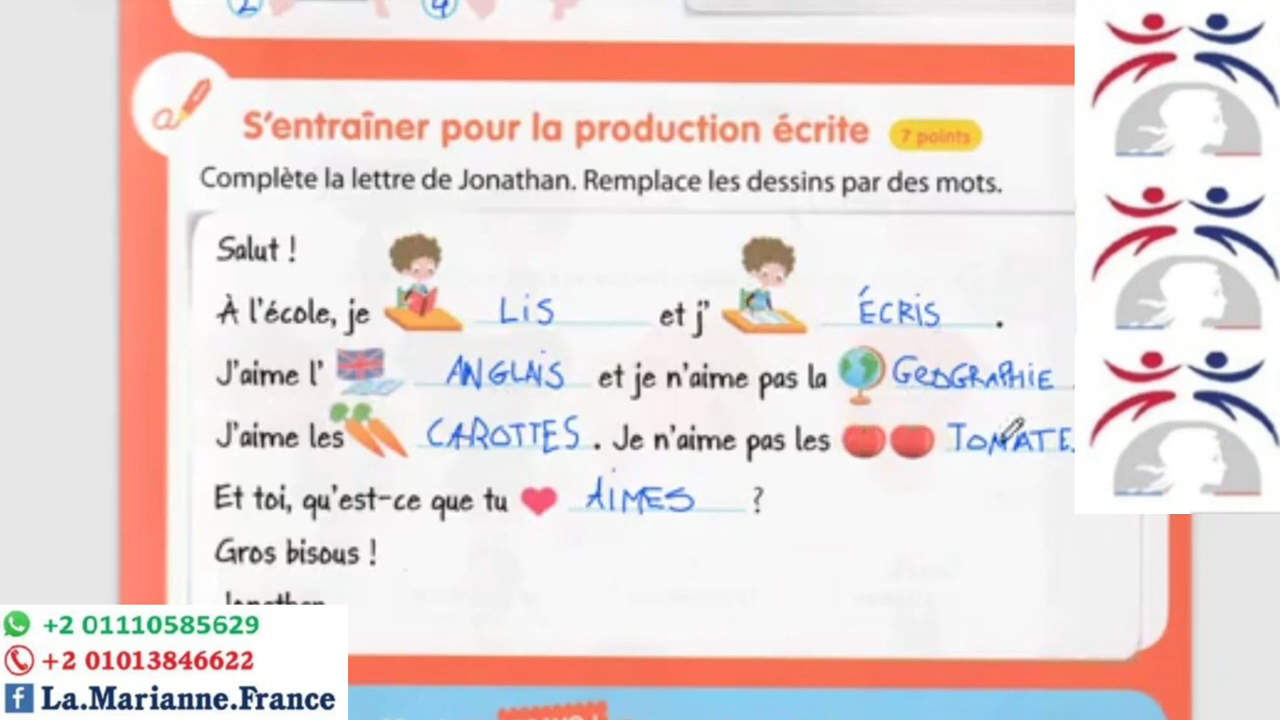 2 4
S'entraîner pour la production écrite 7 points
Complète la lettre de Jonathan. Remplace les dessins par des mots.
Salut !
À l'école, je LIS et j' ÉCRIS .
J'aime l' ANGLAIS et je n'aime pas la GEOGRAPHIE
J'aime les CAROTTES . Je n'aime pas les TOMATE
Et toi, qu'est-ce que tu AIMES ?
Gros bisous !
Jonathan
+2 01110585629
+2 01013846622
La.Marianne.France